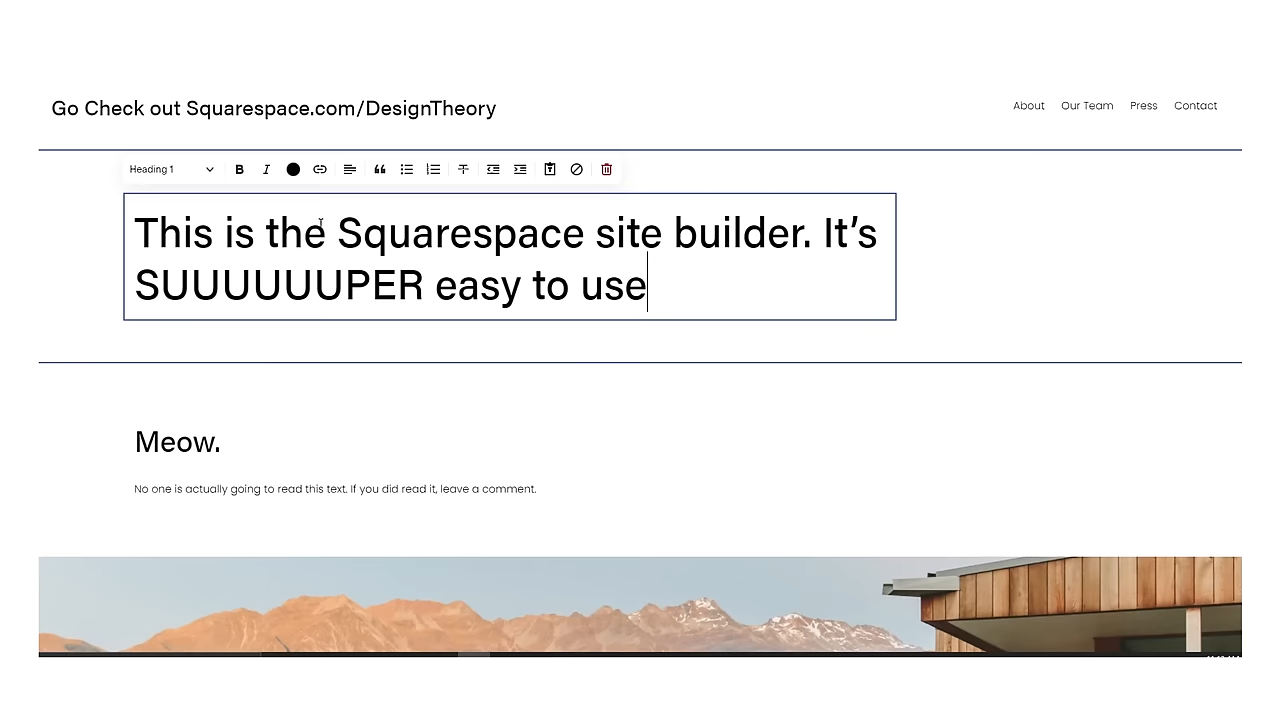 Go Check out Squarespace.com/DesignTheory
About Our Team Press Contact
Heading 1
This is the Squarespace site builder. It’s
SUUUUUUPER easy to use
Meow.
No one is actually going to read this text. If you did read it, leave a comment.